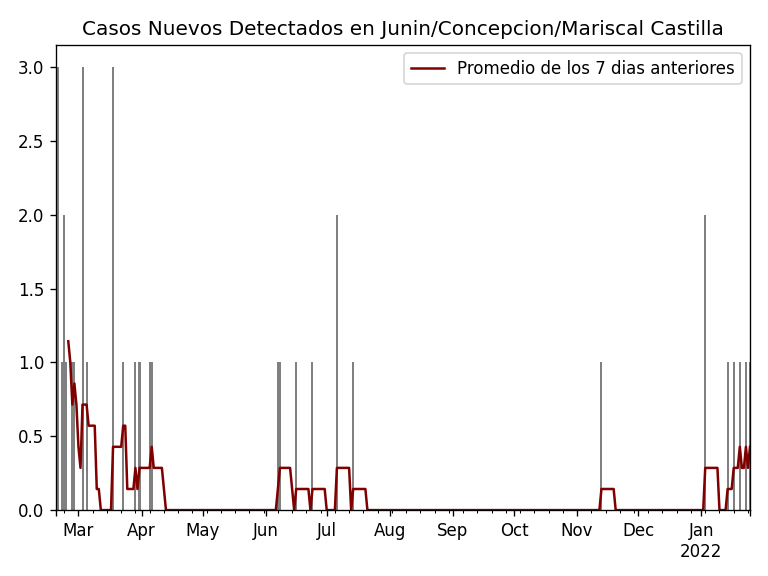 Casos Nuevos Detectados en Junin/Concepcion/Mariscal Castilla
Promedio de los 7 dias anteriores
3.0
2.5
2.0
1.5
1.0
0.5
0.0
Mar Apr May Jun Jul Aug Sep Oct Nov Dec Jan
2022